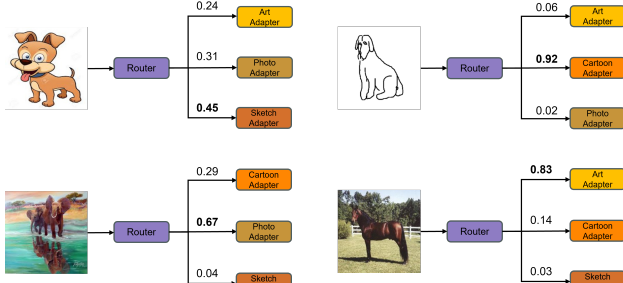 0.24
Art
Adapter
Router
0.31
Photo
Adapter
0.45
Sketch
Adapter
0.06
Art
Adapter
Router
0.92
Cartoon
Adapter
0.02
Photo
Adapter
0.29
Cartoon
Adapter
Router
0.67
Photo
Adapter
0.04
Sketch
0.83
Art
Adapter
Router
0.14
Cartoon
Adapter
0.03
Sketch